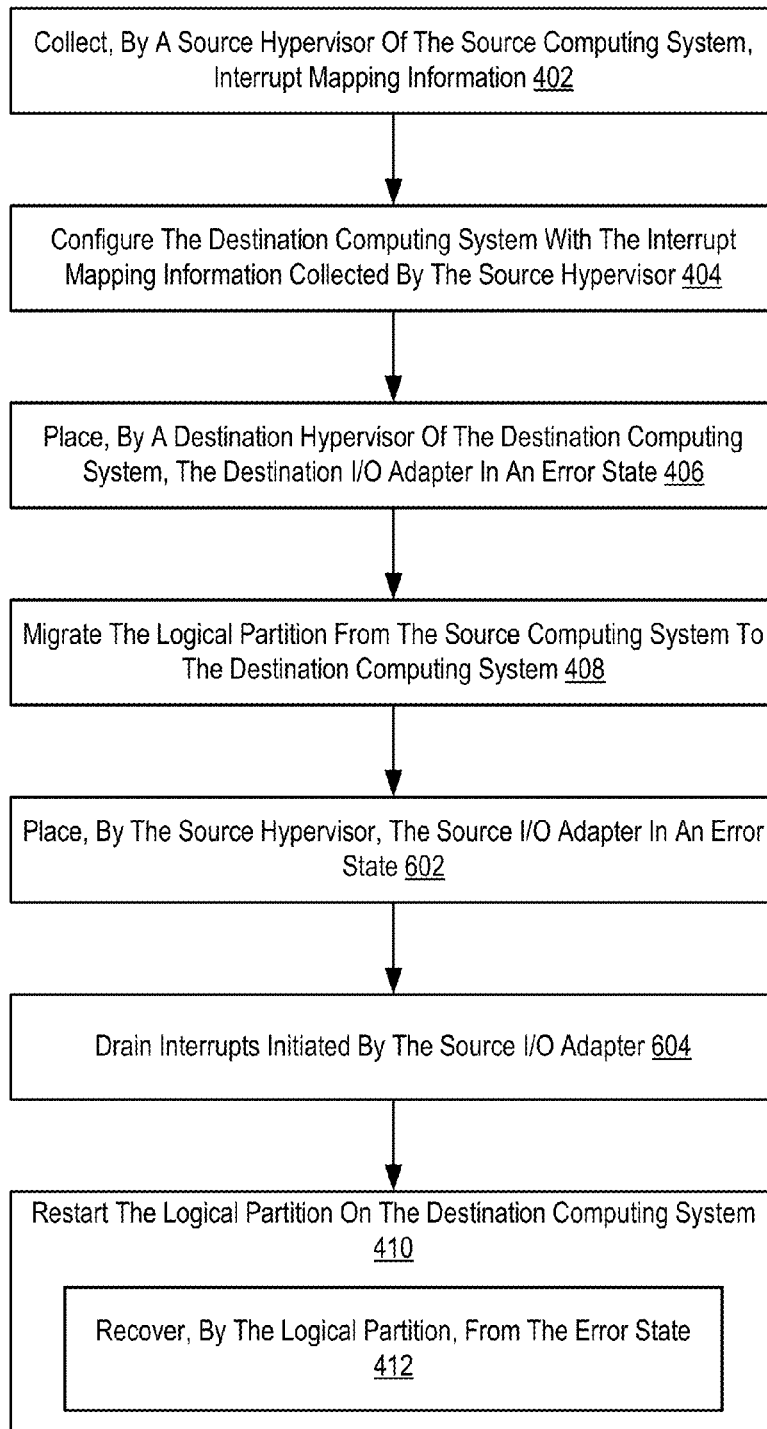 Collect, By A Source Hypervisor Of The Source Computing System,
Interrupt Mapping Information 402
Configure The Destination Computing System With The Interrupt
Mapping Information Collected By The Source Hypervisor 404
Place, By A Destination Hypervisor Of The Destination Computing
System, The Destination I/O Adapter In An Error State 406
Migrate The Logical Partition From The Source Computing System To
The Destination Computing System 408
Place, By The Source Hypervisor, The Source I/O Adapter In An Error
State 602
Drain Interrupts Initiated By The Source I/O Adapter 604
Restart The Logical Partition On The Destination Computing System
410
Recover, By The Logical Partition, From The Error State
412